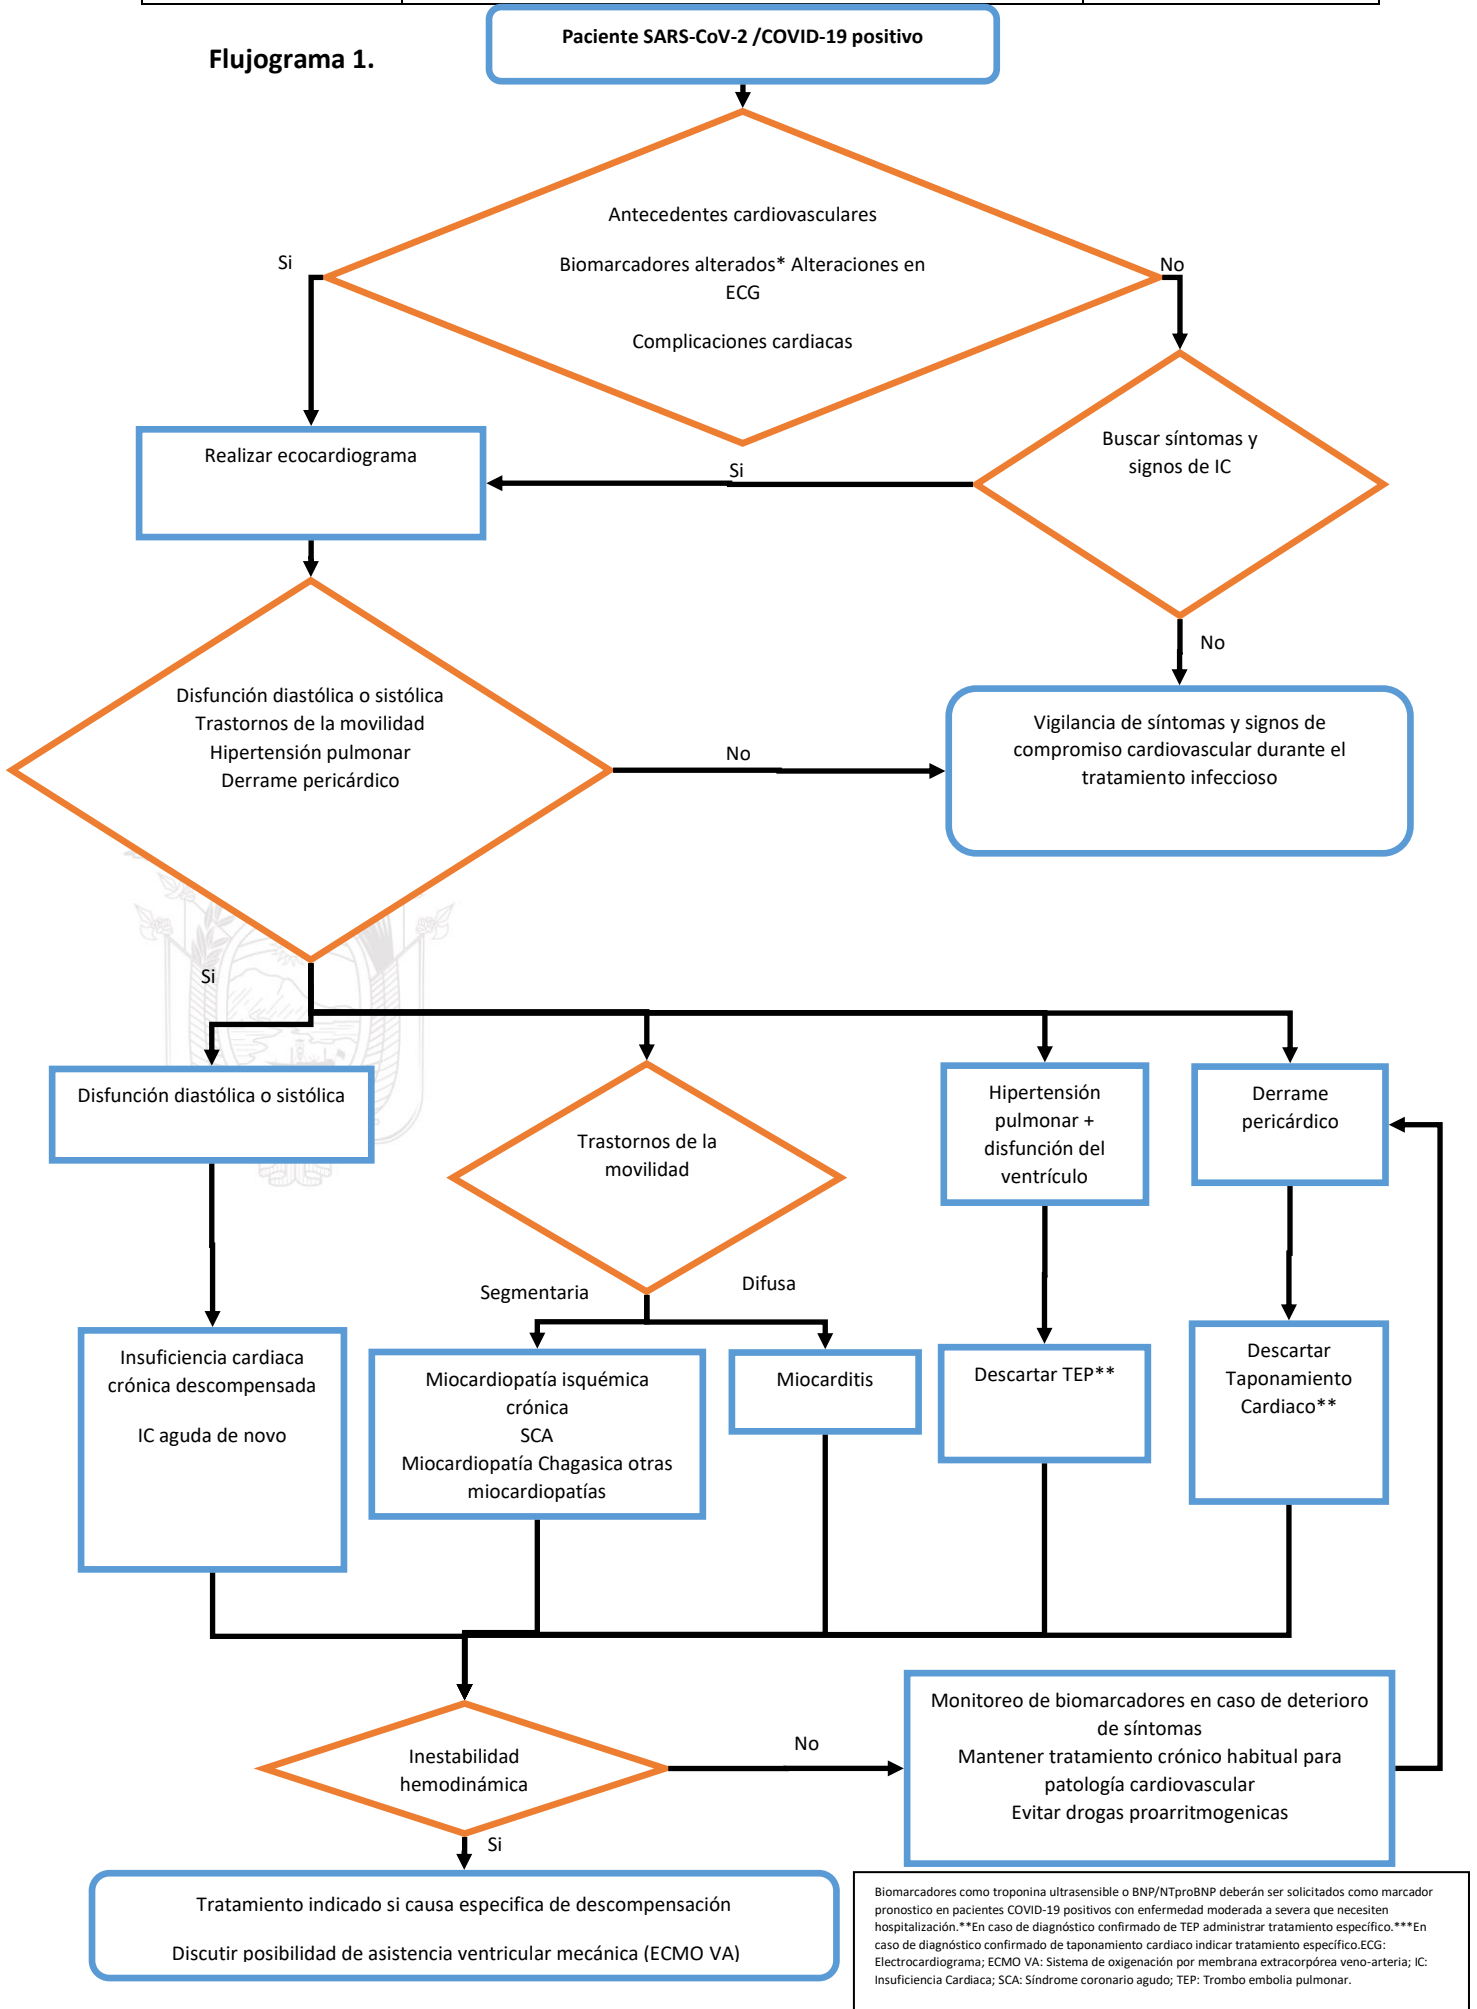 Paciente SARS-CoV-2 /COVID-19 positivo
Flujograma 1.
Antecedentes cardiovasculares
Si
Biomarcadores alterados* Alteraciones en
ECG
No
Complicaciones cardiacas
Realizar ecocardiograma
Si
Buscar síntomas y
signos de IC
No
Disfunción diastólica o sistólica
Trastornos de la movilidad
Hipertensión pulmonar
Derrame pericárdico
No
Vigilancia de síntomas y signos de
compromiso cardiovascular durante el
tratamiento infeccioso
Si
Disfunción diastólica o sistólica
Trastornos de la
movilidad
Hipertensión
pulmonar +
disfunción del
ventrículo
Derrame
pericárdico
Segmentaria
Difusa
Insuficiencia cardiaca
crónica descompensada
IC aguda de novo
Miocardiopatía isquémica
crónica
SCA
Miocardiopatía Chagasica otras
miocardiopatías
Miocarditis
Descartar TEP**
Descartar
Taponamiento
Cardiaco**
Inestabilidad
hemodinámica
No
Monitoreo de biomarcadores en caso de deterioro
de síntomas
Mantener tratamiento crónico habitual para
patología cardiovascular
Evitar drogas proarritmogenicas
Si
Tratamiento indicado si causa especifica de descompensación
Discutir posibilidad de asistencia ventricular mecánica (ECMO VA)
Biomarcadores como troponina ultrasensible o BNP/NTproBNP deberán ser solicitados como marcador
pronostico en pacientes COVID-19 positivos con enfermedad moderada a severa que necesiten
hospitalización.**En caso de diagnóstico confirmado de TEP administrar tratamiento específico.***En
caso de diagnóstico confirmado de taponamiento cardiaco indicar tratamiento específico.ECG:
Electrocardiograma; ECMO VA: Sistema de oxigenación por membrana extracorpórea veno-arteria; IC:
Insuficiencia Cardiaca; SCA: Síndrome coronario agudo; TEP: Trombo embolia pulmonar.